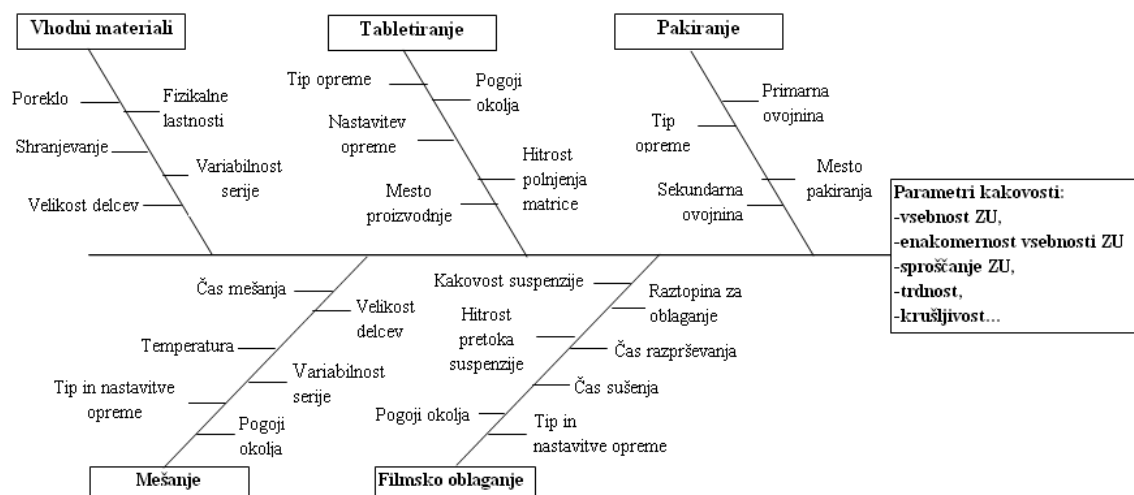 Vhodni materiali
Poreklo
Fizikalne
lastnosti
Shranjevanje
Variabilnost
serije
Velikost delcev
Tabletiranje
Tip opreme
Pogoji
okolja
Nastavitev
opreme
Hitrost
polnjenja
matrice
Mesto
proizvodnje
Pakiranje
Primarna
ovojnina
Tip
opreme
Mesto
pakiranja
Sekundarna
ovojnina
Parametri kakovosti:
-vsebnost ZU,
-enakomernost vsebnosti ZU
-sproščanje ZU,
-trdnost,
-krušljivost...
Čas mešanja
Velikost
delcev
Temperatura
Variabilnost
serije
Tip in nastavitve
opreme
Pogoji
okolja
Mešanje
Kakovost suspenzije
Raztopina za
oblaganje
Hitrost
pretoka
suspenzije
Čas razprševanja
Čas sušenja
Pogoji okolja
Tip in
nastavitve opreme
Filmsko oblaganje